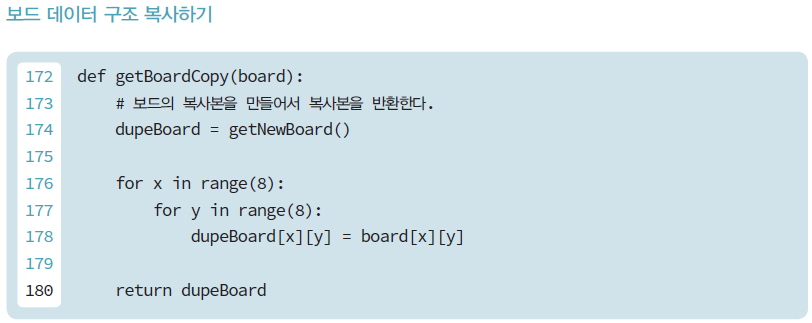 보드 데이터 구조 복사하기
172 def getBoardCopy(board):
173     # 보드의 복사본을 만들어서 복사본을 반환한다.
174     dupeBoard = getNewBoard()
175
176     for x in range(8):
177         for y in range(8):
178             dupeBoard[x][y] = board[x][y]
179
180     return dupeBoard